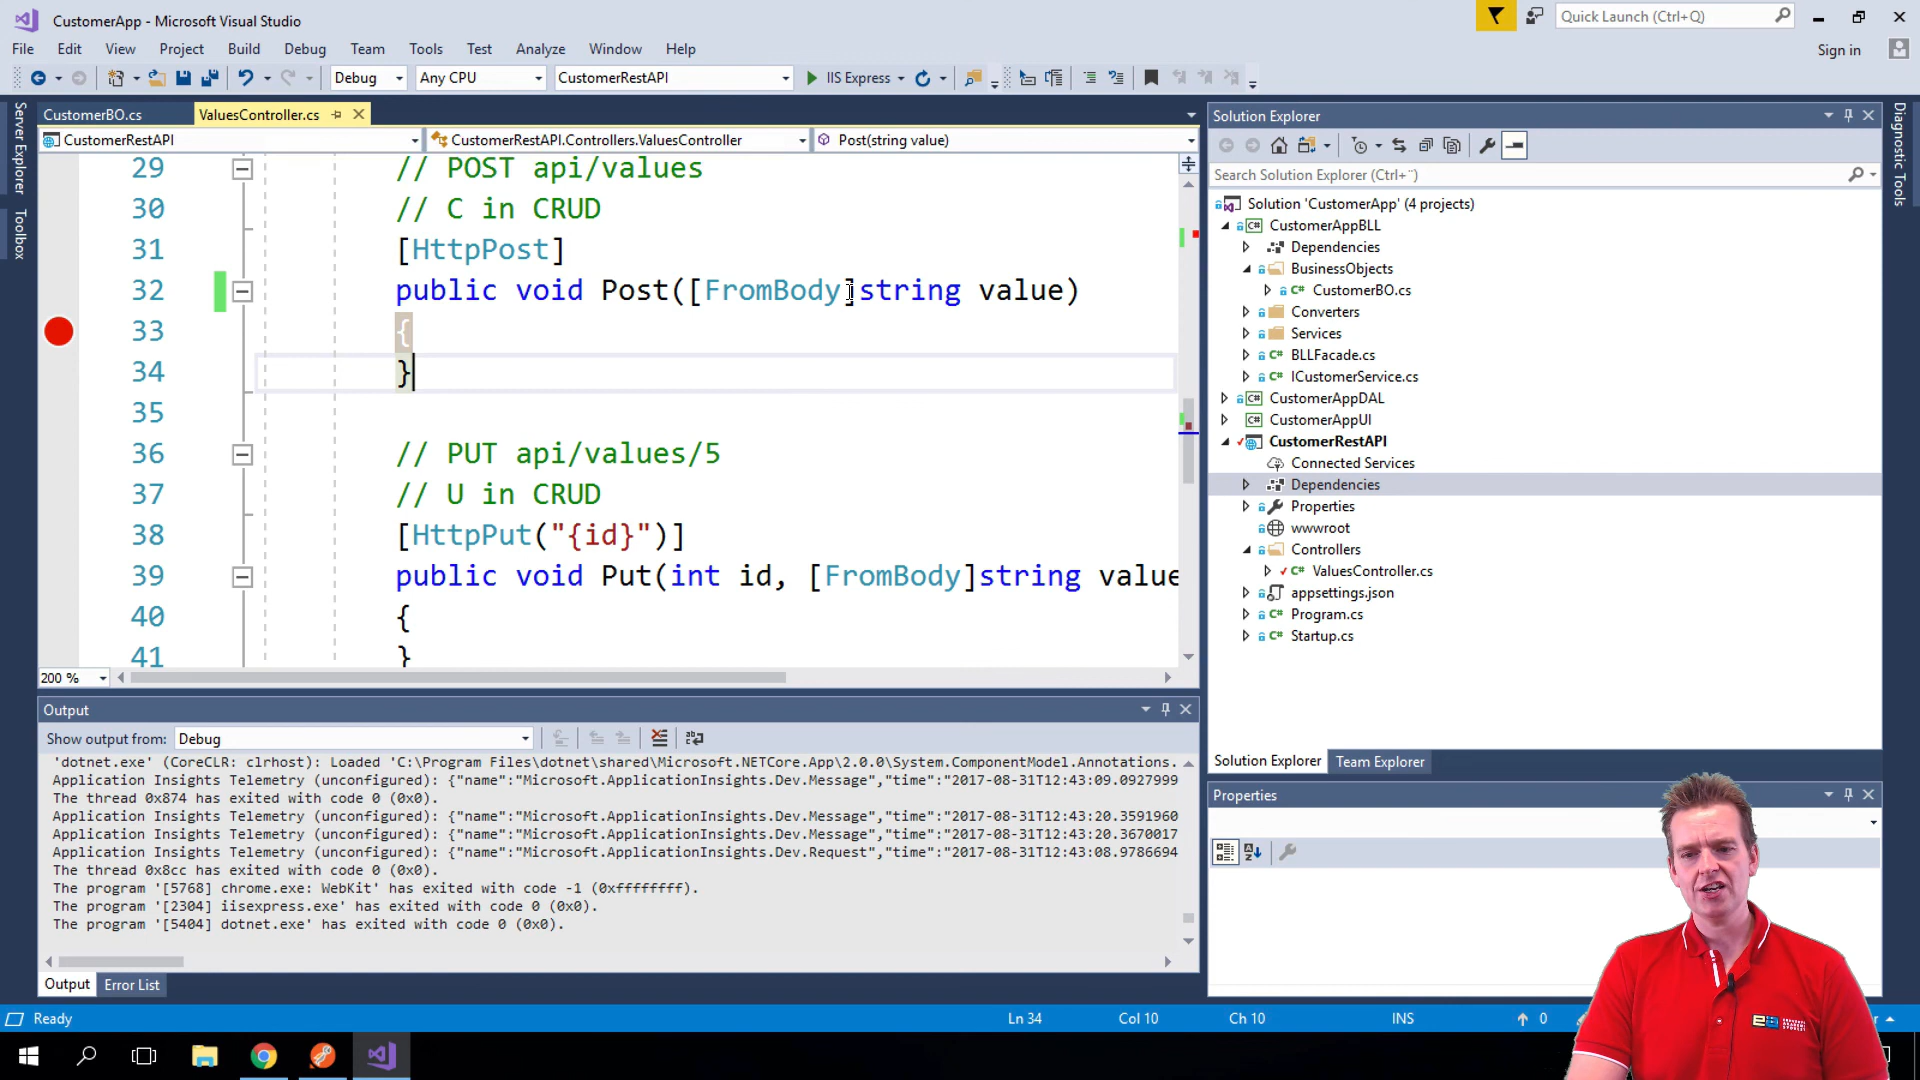 CustomerApp - Microsoft Visual Studio
Quick Launch (Ctrl+Q)
File Edit View Project Build Debug Team Tools Test Analyze Window Help
Sign in
Debug Any CPU CustomerRestAPI IIS Express
Server Explorer
Toolbox
CustomerBO.cs ValuesController.cs
CustomerRestAPI CustomerRestAPI.Controllers.ValuesController Post(string value)
29 // POST api/values
30 // C in CRUD
31 [HttpPost]
32 public void Post([FromBody]string value)
33 {
34 }
35
36 // PUT api/values/5
37 // U in CRUD
38 [HttpPut("{id}")]
39 public void Put(int id, [FromBody]string value
40 {
41 }
200 %
Output
Show output from: Debug
'dotnet.exe' (CoreCLR: clrhost): Loaded 'C:\Program Files\dotnet\shared\Microsoft.NETCore.App\2.0.0\System.ComponentModel.Annotations.
Application Insights Telemetry (unconfigured): {"name":"Microsoft.ApplicationInsights.Dev.Message","time":"2017-08-31T12:43:09.0927999
The thread 0x874 has exited with code 0 (0x0).
Application Insights Telemetry (unconfigured): {"name":"Microsoft.ApplicationInsights.Dev.Message","time":"2017-08-31T12:43:20.3591960
Application Insights Telemetry (unconfigured): {"name":"Microsoft.ApplicationInsights.Dev.Message","time":"2017-08-31T12:43:20.3670017
Application Insights Telemetry (unconfigured): {"name":"Microsoft.ApplicationInsights.Dev.Request","time":"2017-08-31T12:43:08.9786694
The thread 0x8cc has exited with code 0 (0x0).
The program '[5768] chrome.exe: WebKit' has exited with code -1 (0xffffffff).
The program '[2304] iisexpress.exe' has exited with code 0 (0x0).
The program '[5404] dotnet.exe' has exited with code 0 (0x0).
Output Error List
Solution Explorer
Search Solution Explorer (Ctrl+¨)
Solution 'CustomerApp' (4 projects)
CustomerAppBLL
Dependencies
BusinessObjects
CustomerBO.cs
Converters
Services
BLLFacade.cs
ICustomerService.cs
CustomerAppDAL
CustomerAppUI
CustomerRestAPI
Connected Services
Dependencies
Properties
wwwroot
Controllers
ValuesController.cs
appsettings.json
Program.cs
Startup.cs
Solution Explorer Team Explorer
Properties
Diagnostic Tools
Ready Ln 34 Col 10 Ch 10 INS 0